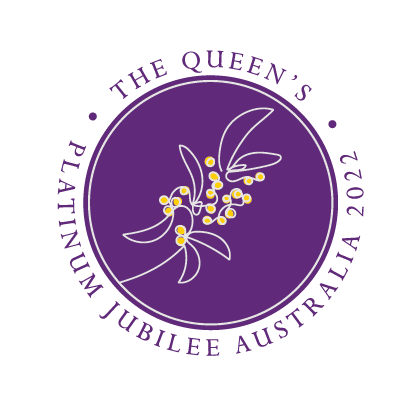 THE QUEEN'S
PLATINUM JUBILEE AUSTRALIA 2022